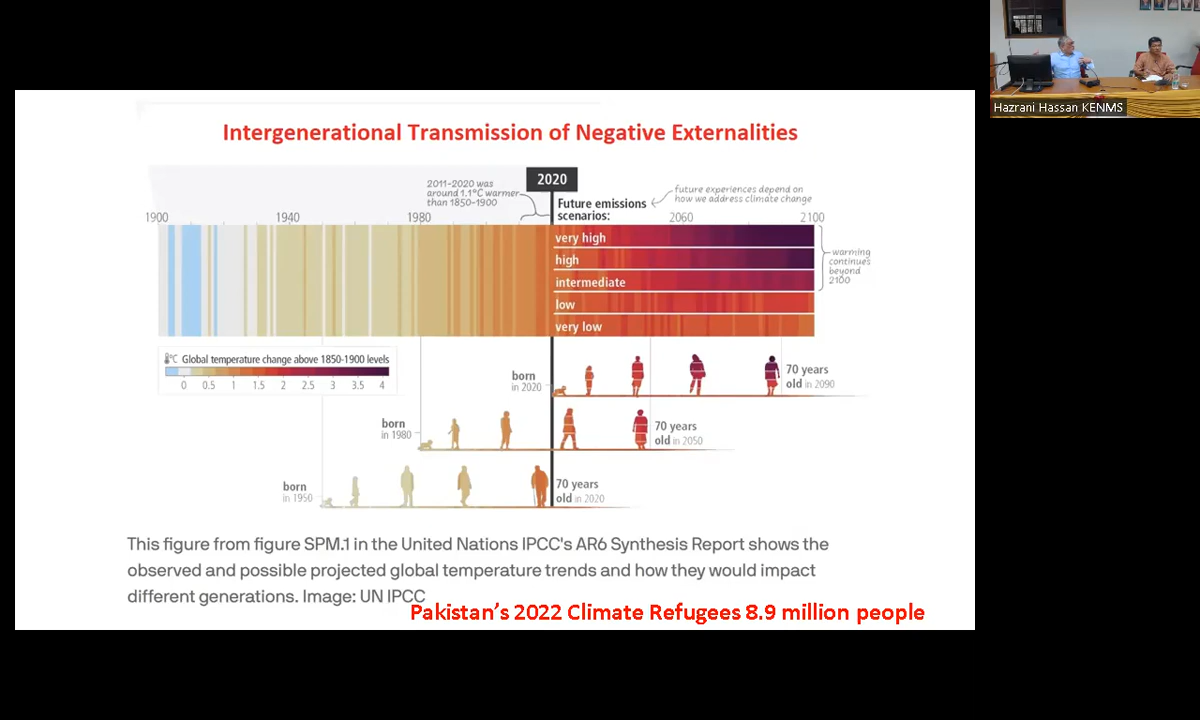 Hazrani Hassan KENMS
Intergenerational Transmission of Negative Externalities
2020
2011-2020 was
around 1.1°C warmer
than 1850-1900
future experiences depend on
how we address climate change
Future emissions
scenarios:
1900
1940
1980
2060
2100
very high
high
intermediate
low
very low
warming
continues
beyond
2100
°C Global temperature change above 1850-1900 levels
0 0.5 1 1.5 2 2.5 3 3.5 4
born
in 2020
70 years
old in 2090
born
in 1980
70 years
old in 2050
born
in 1950
70 years
old in 2020
This figure from figure SPM.1 in the United Nations IPCC's AR6 Synthesis Report shows the
observed and possible projected global temperature trends and how they would impact
different generations. Image: UN IPCC
Pakistan's 2022 Climate Refugees 8.9 million people